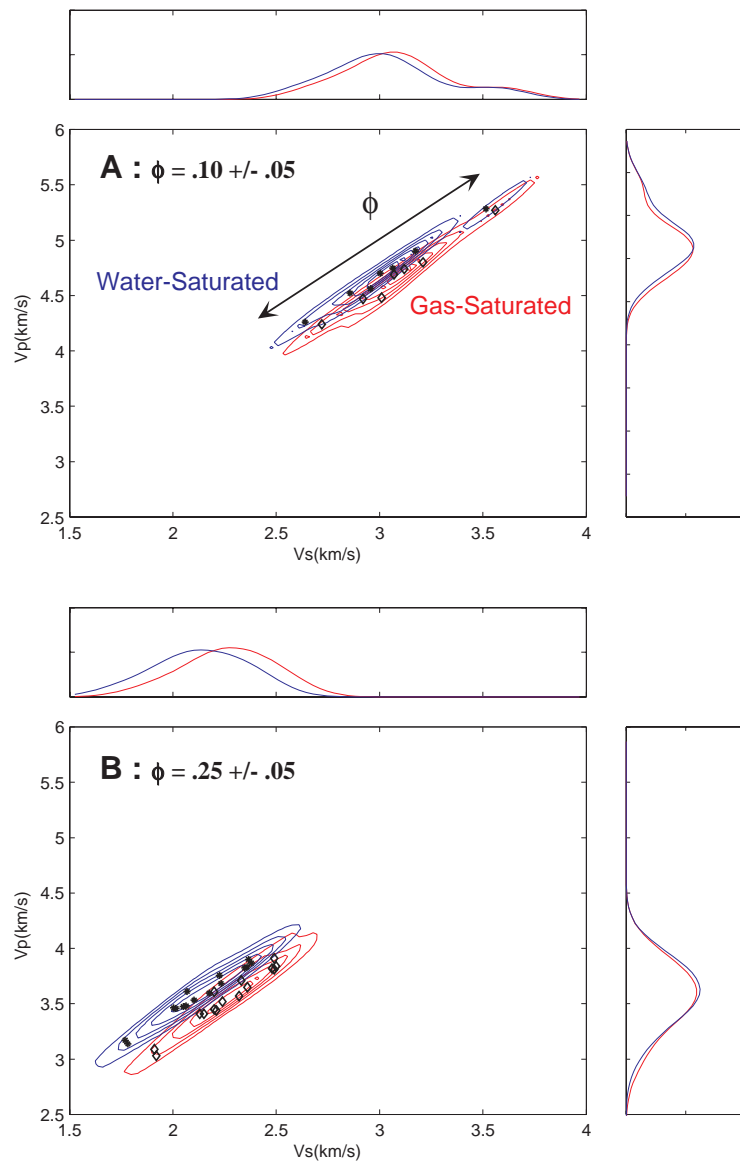 A : ϕ = .10 +/- .05
ϕ
Water-Saturated
Gas-Saturated
Vp(km/s)
6
5.5
5
4.5
4
3.5
3
2.5
1.5 2 2.5 3 3.5 4
Vs(km/s)
B : ϕ = .25 +/- .05
Vp(km/s)
6
5.5
5
4.5
4
3.5
3
2.5
1.5 2 2.5 3 3.5 4
Vs(km/s)